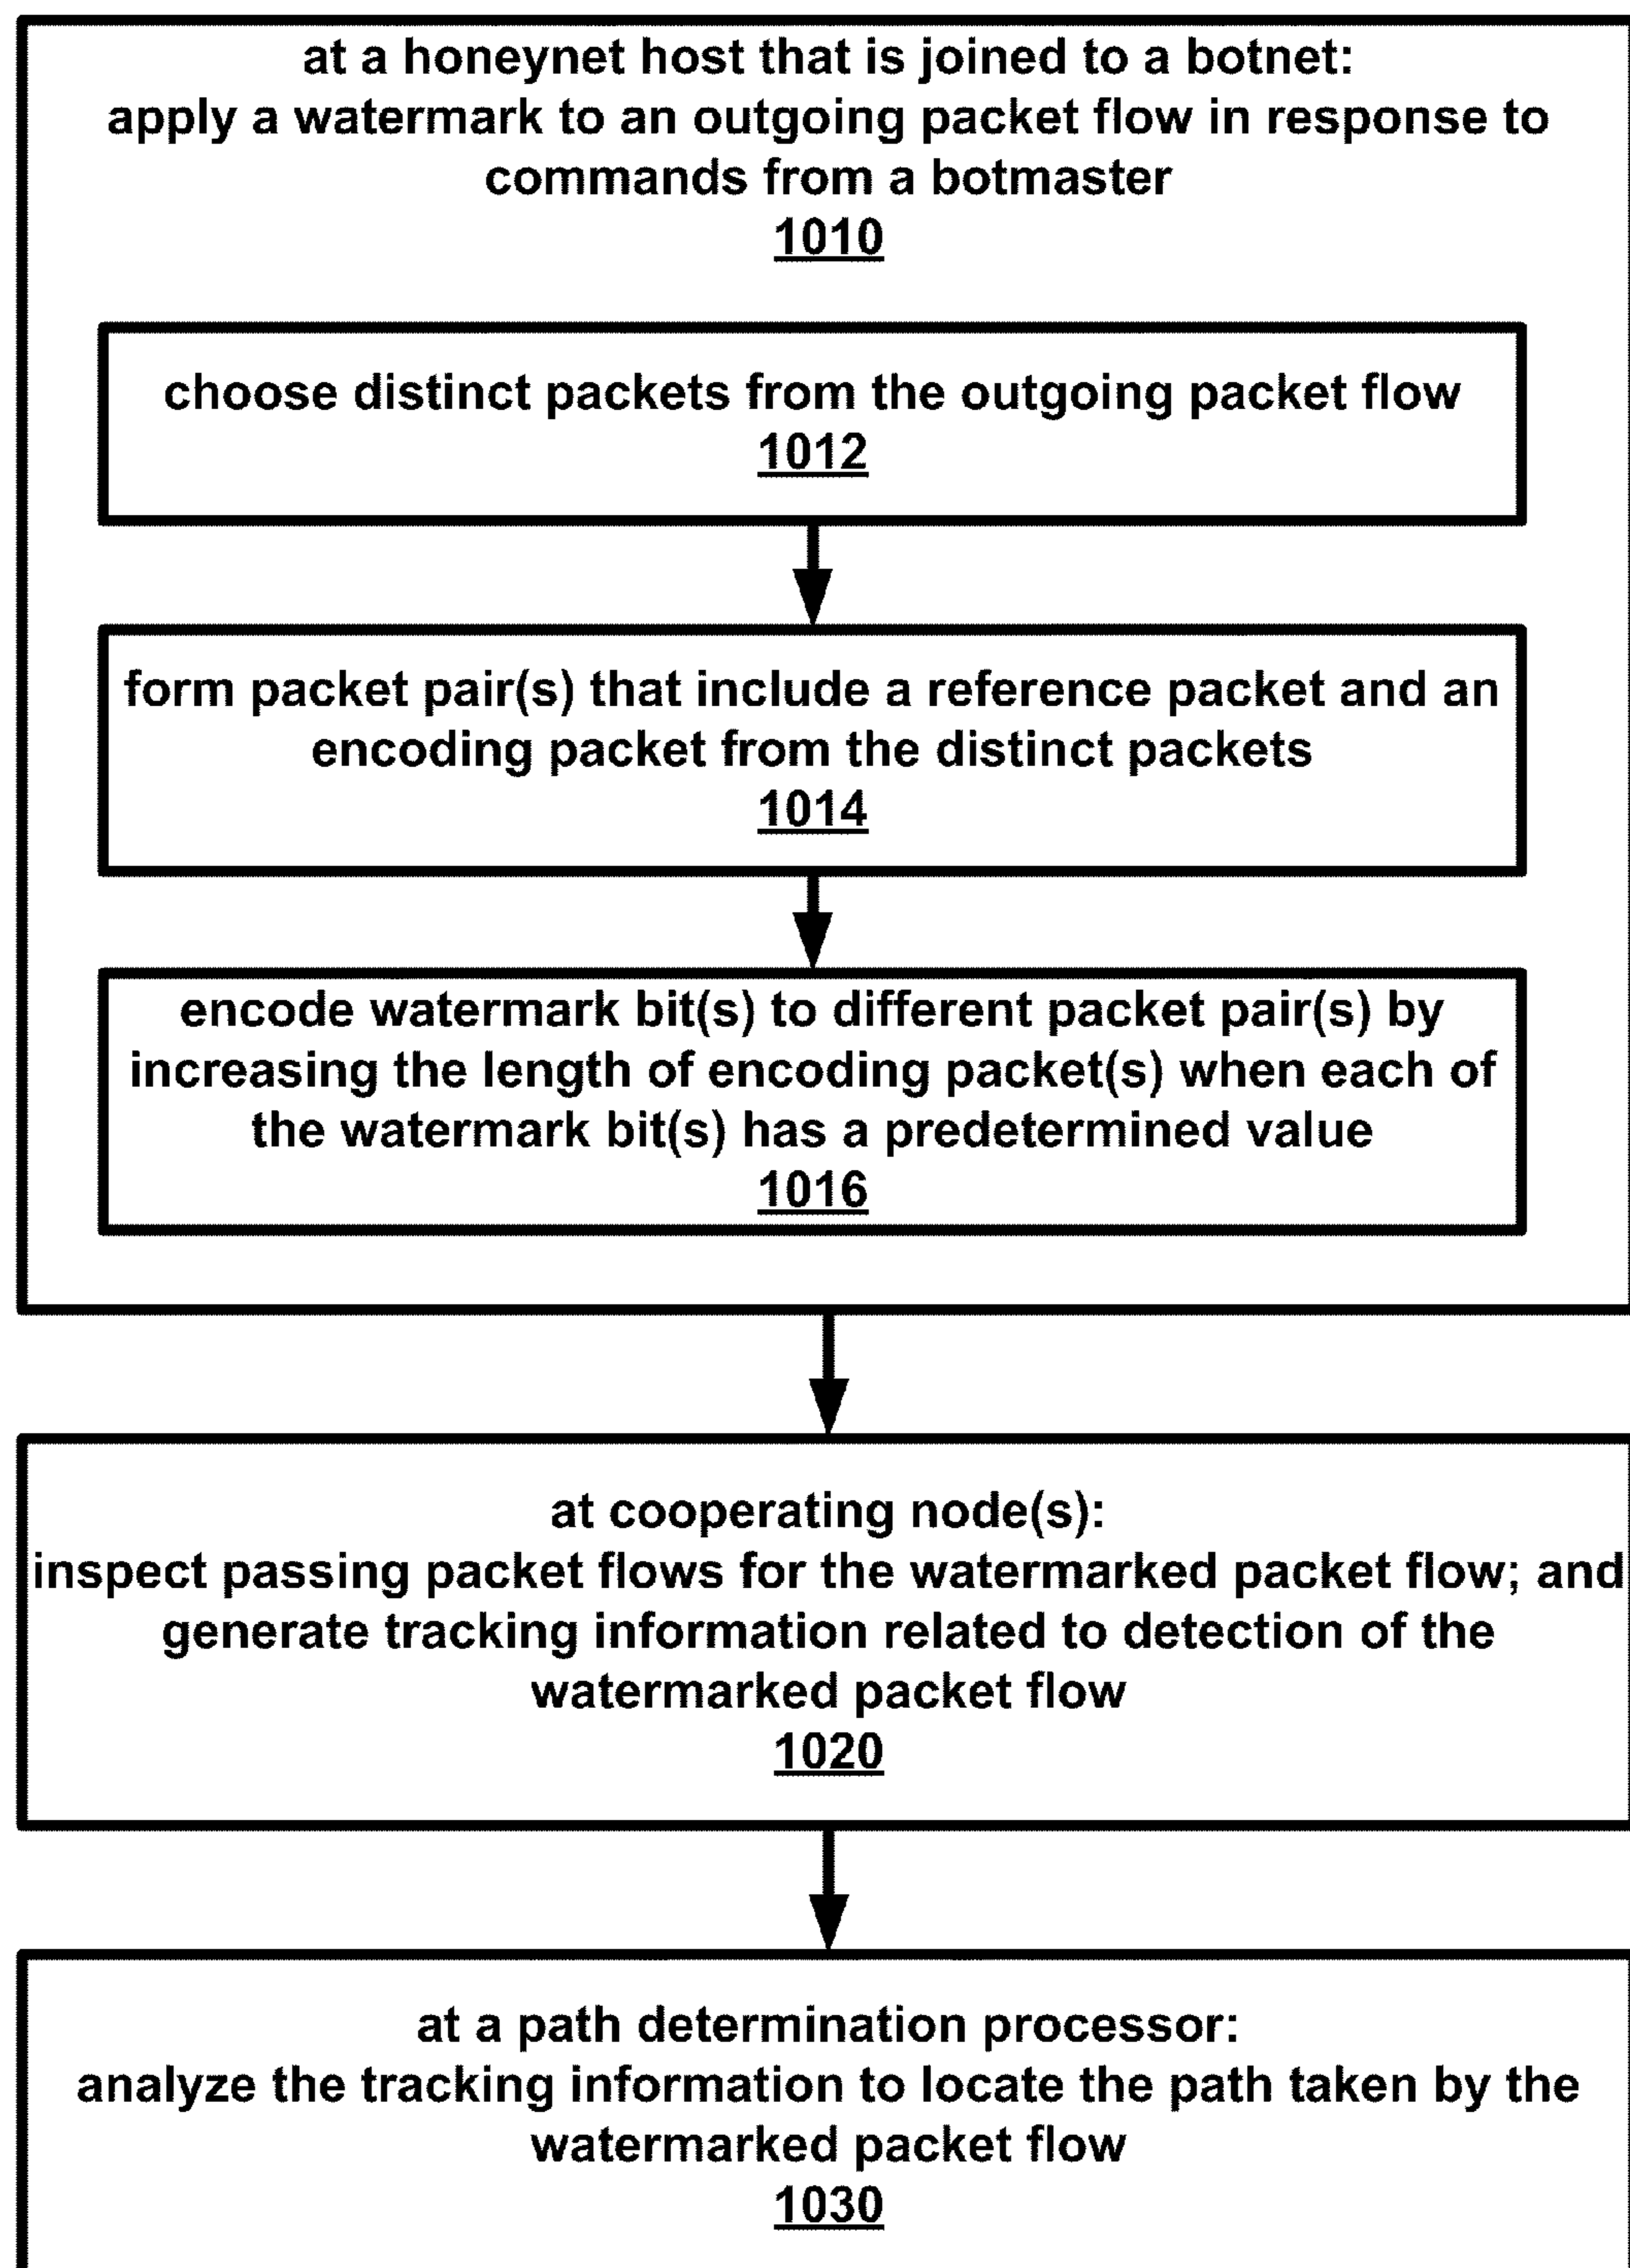 at a honeynet host that is joined to a botnet:
apply a watermark to an outgoing packet flow in response to
commands from a botmaster
1010
choose distinct packets from the outgoing packet flow
1012
form packet pair(s) that include a reference packet and an
encoding packet from the distinct packets
1014
encode watermark bit(s) to different packet pair(s) by
increasing the length of encoding packet(s) when each of
the watermark bit(s) has a predetermined value
1016
at cooperating node(s):
inspect passing packet flows for the watermarked packet flow; and
generate tracking information related to detection of the
watermarked packet flow
1020
at a path determination processor:
analyze the tracking information to locate the path taken by the
watermarked packet flow
1030